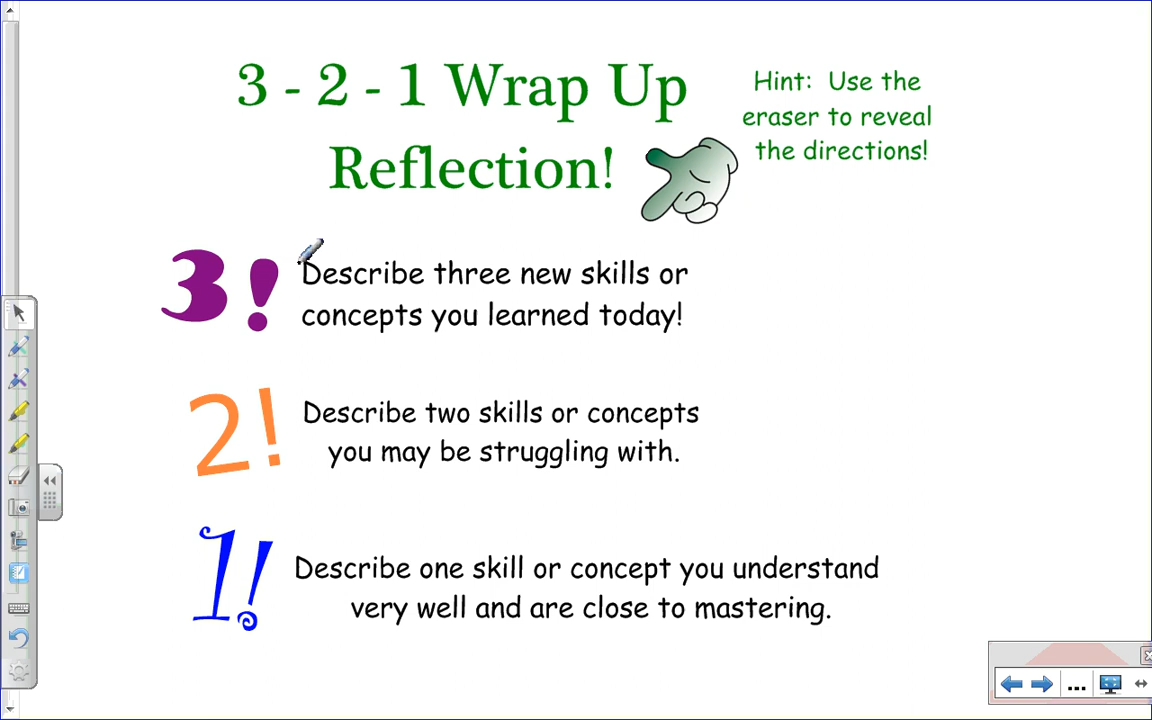 3 - 2 - 1 Wrap Up
Reflection!
Hint: Use the
eraser to reveal
the directions!
3!
Describe three new skills or
concepts you learned today!
2!
Describe two skills or concepts
you may be struggling with.
1!
Describe one skill or concept you understand
very well and are close to mastering.
...